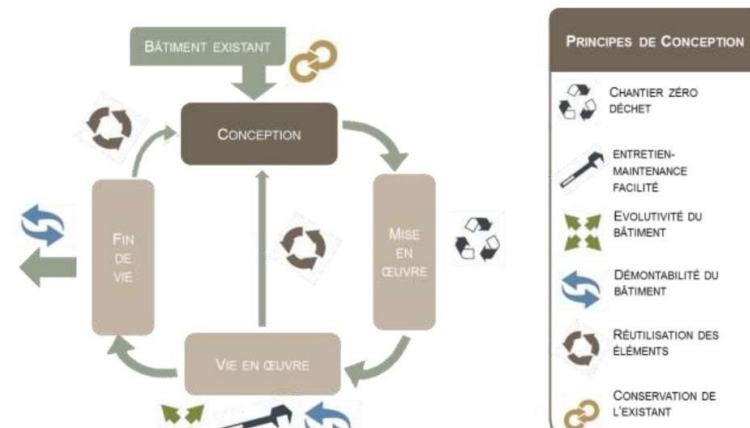 BÂTIMENT EXISTANT
CONCEPTION
MISE
EN
ŒUVRE
VIE EN ŒUVRE
FIN
DE
VIE
PRINCIPES DE CONCEPTION
CHANTIER ZÉRO
DÉCHET
ENTRETIEN-
MAINTENANCE
FACILITÉ
EVOLUTIVITÉ DU
BÂTIMENT
DÉMONTABILITÉ DU
BÂTIMENT
RÉUTILISATION DES
ÉLÉMENTS
CONSERVATION DE
L'EXISTANT